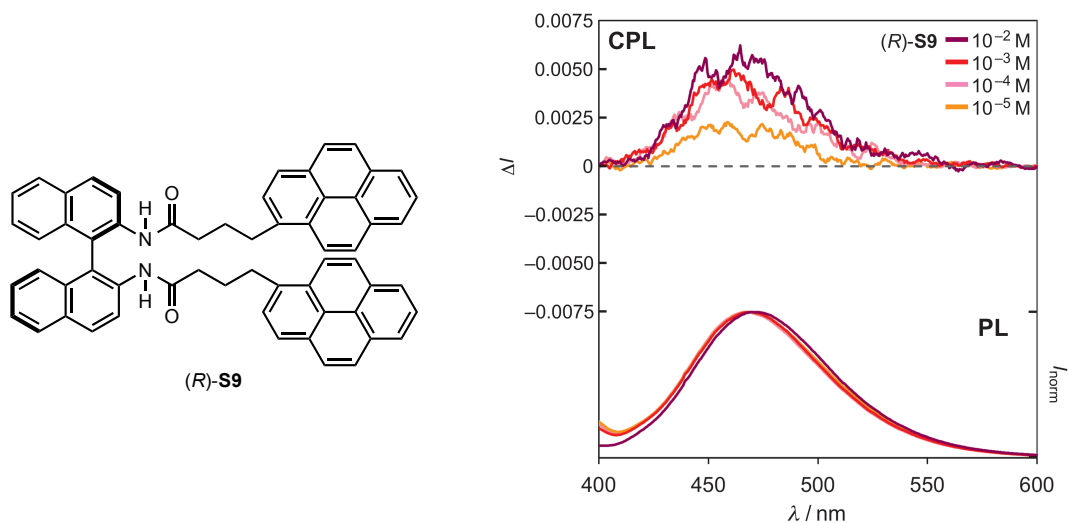 H
N
O
N
H
O
(R)-S9
CPL
(R)-S9
10⁻² M
10⁻³ M
10⁻⁴ M
10⁻⁵ M
0.0075
0.0050
0.0025
0
−0.0025
−0.0050
−0.0075
ΔI
PL
Iₙₒᵣₘ
400 450 500 550 600
λ / nm